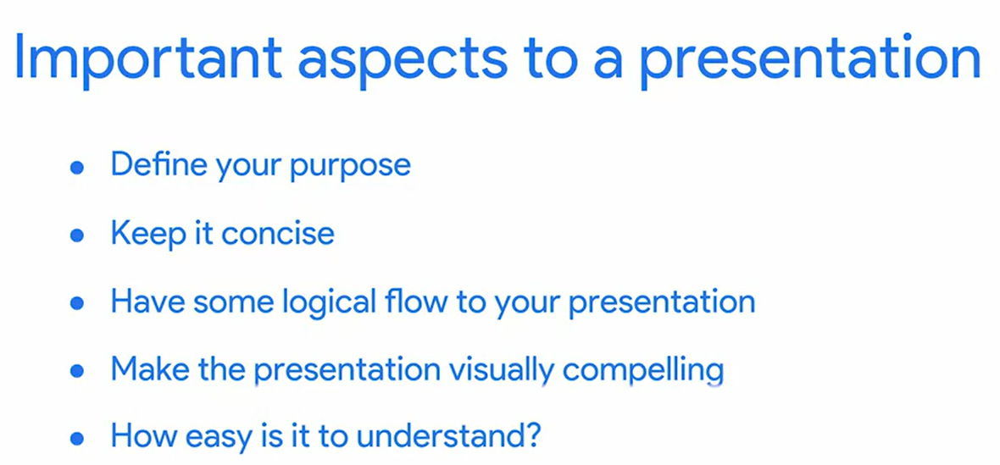 Important aspects to a presentation
• Define your purpose
• Keep it concise
• Have some logical flow to your presentation
• Make the presentation visually compelling
• How easy is it to understand?